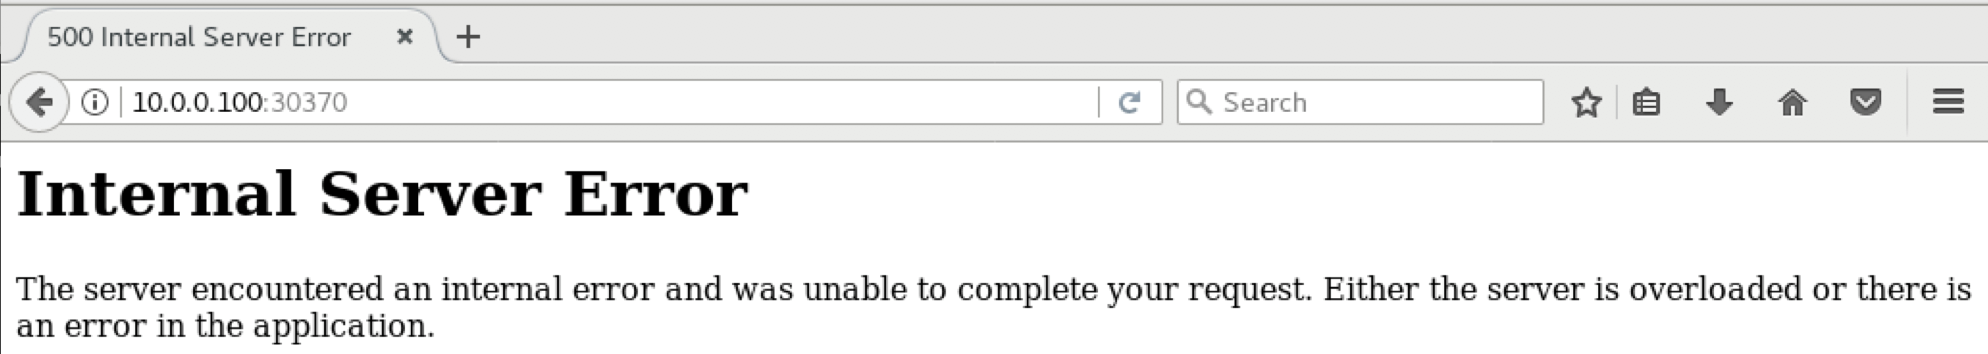 500 Internal Server Error
10.0.0.100:30370
Search
Internal Server Error
The server encountered an internal error and was unable to complete your request. Either the server is overloaded or there is
an error in the application.